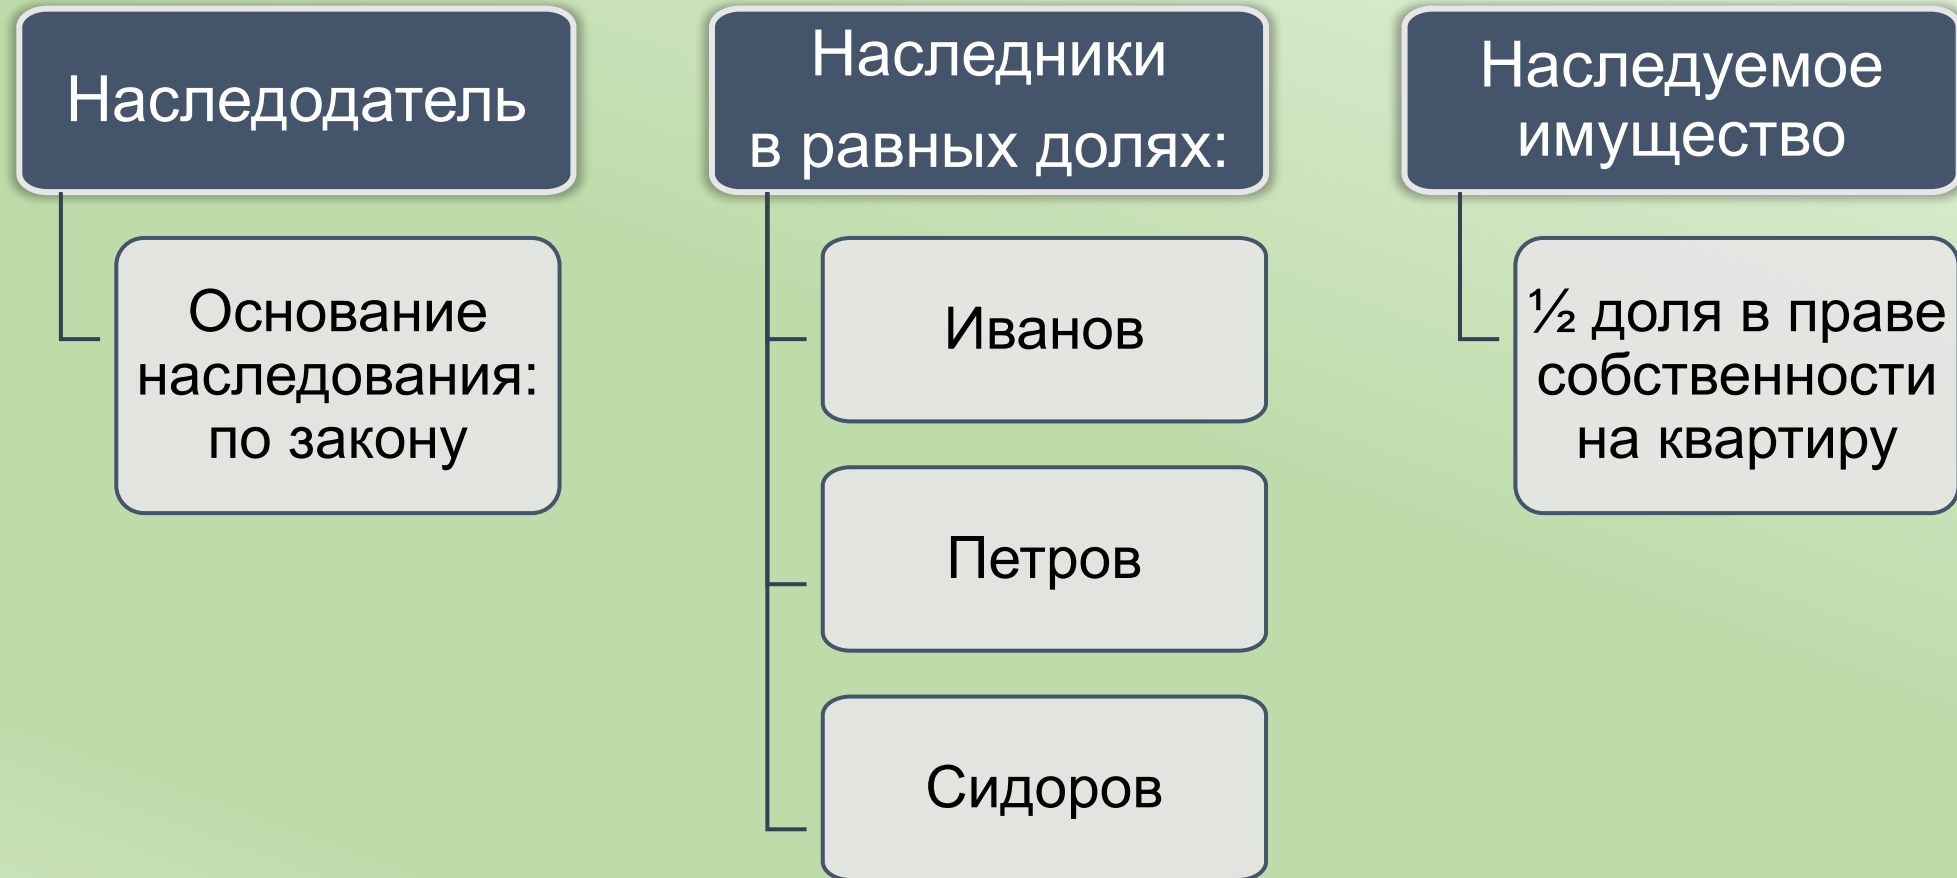 Наследодатель
Основание
наследования:
по закону
Наследники
в равных долях:
Иванов
Петров
Сидоров
Наследуемое
имущество
½ доля в праве
собственности
на квартиру